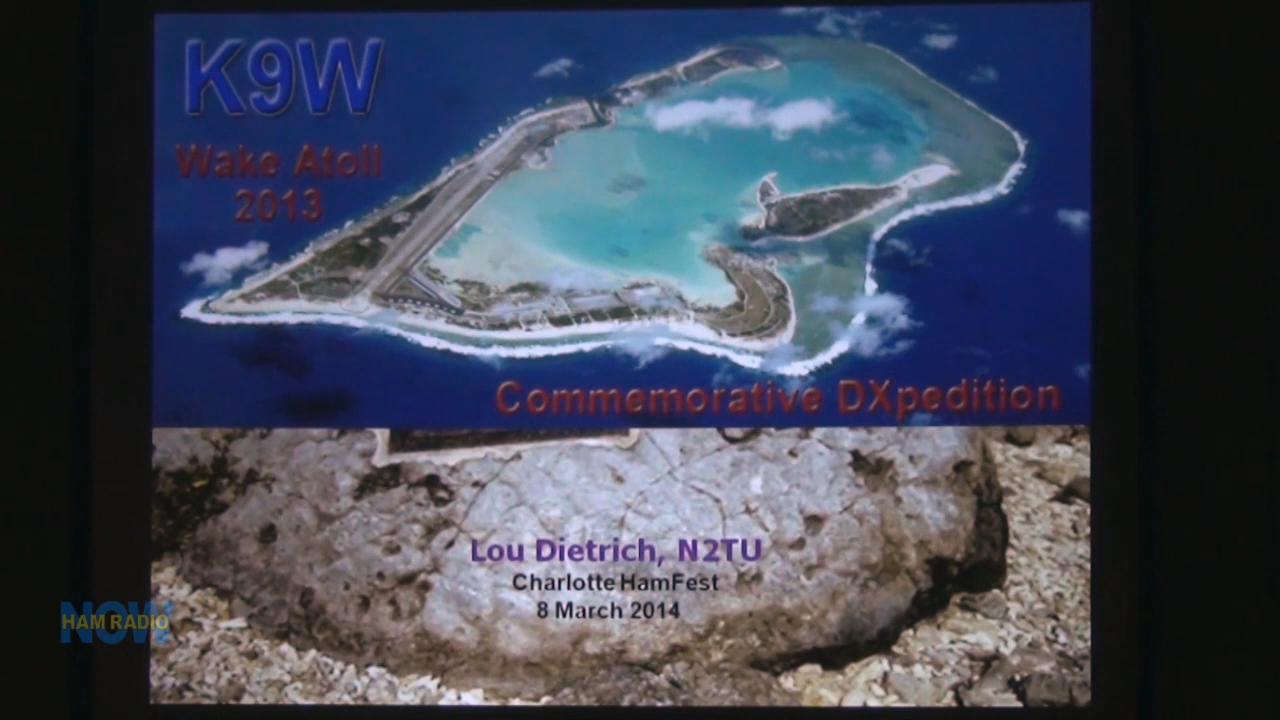 K9W
Wake Atoll
2013
Commemorative DXpedition
Lou Dietrich, N2TU
Charlotte HamFest
8 March 2014
HAM RADIO
NOW